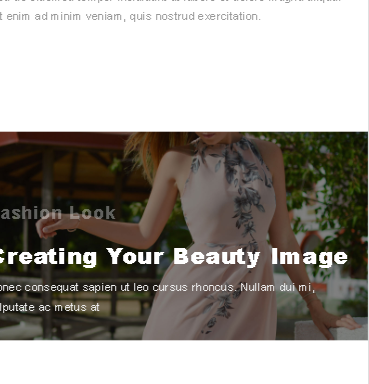 t enim ad minim veniam, quis nostrud exercitation.
ashion Look
Creating Your Beauty Image
onec consequat sapien ut leo cursus rhoncus. Nullam dui mi,
lputate ac metus at